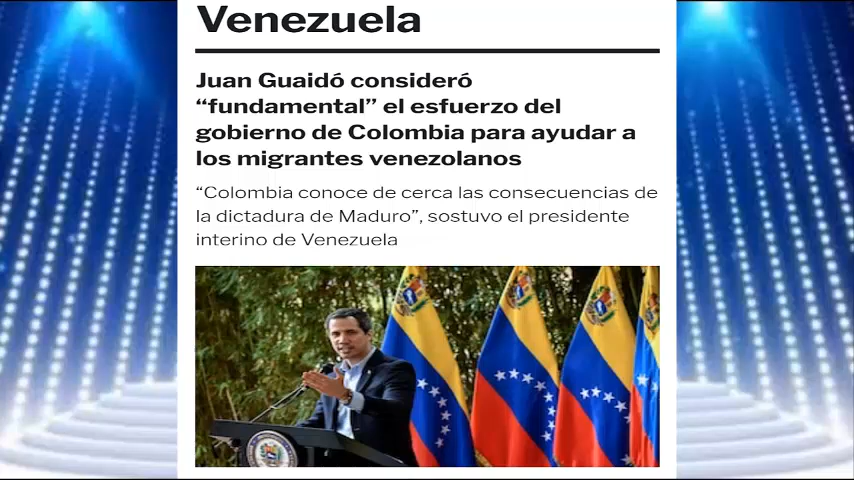 Venezuela
Juan Guaidó consideró
“fundamental” el esfuerzo del
gobierno de Colombia para ayudar a
los migrantes venezolanos
“Colombia conoce de cerca las consecuencias de
la dictadura de Maduro”, sostuvo el presidente
interino de Venezuela